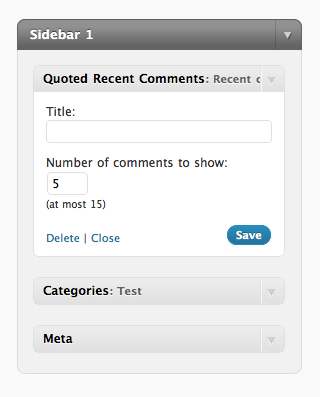 Sidebar 1
Quoted Recent Comments: Recent c
Title:
Number of comments to show:
5
(at most 15)
Delete | Close
Save
Categories: Test
Meta